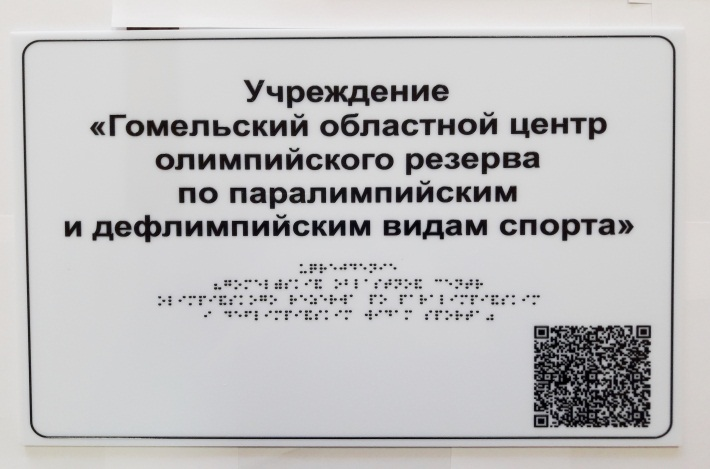 Учреждение
«Гомельский областной центр
олимпийского резерва
по паралимпийским
и дефлимпийским видам спорта»